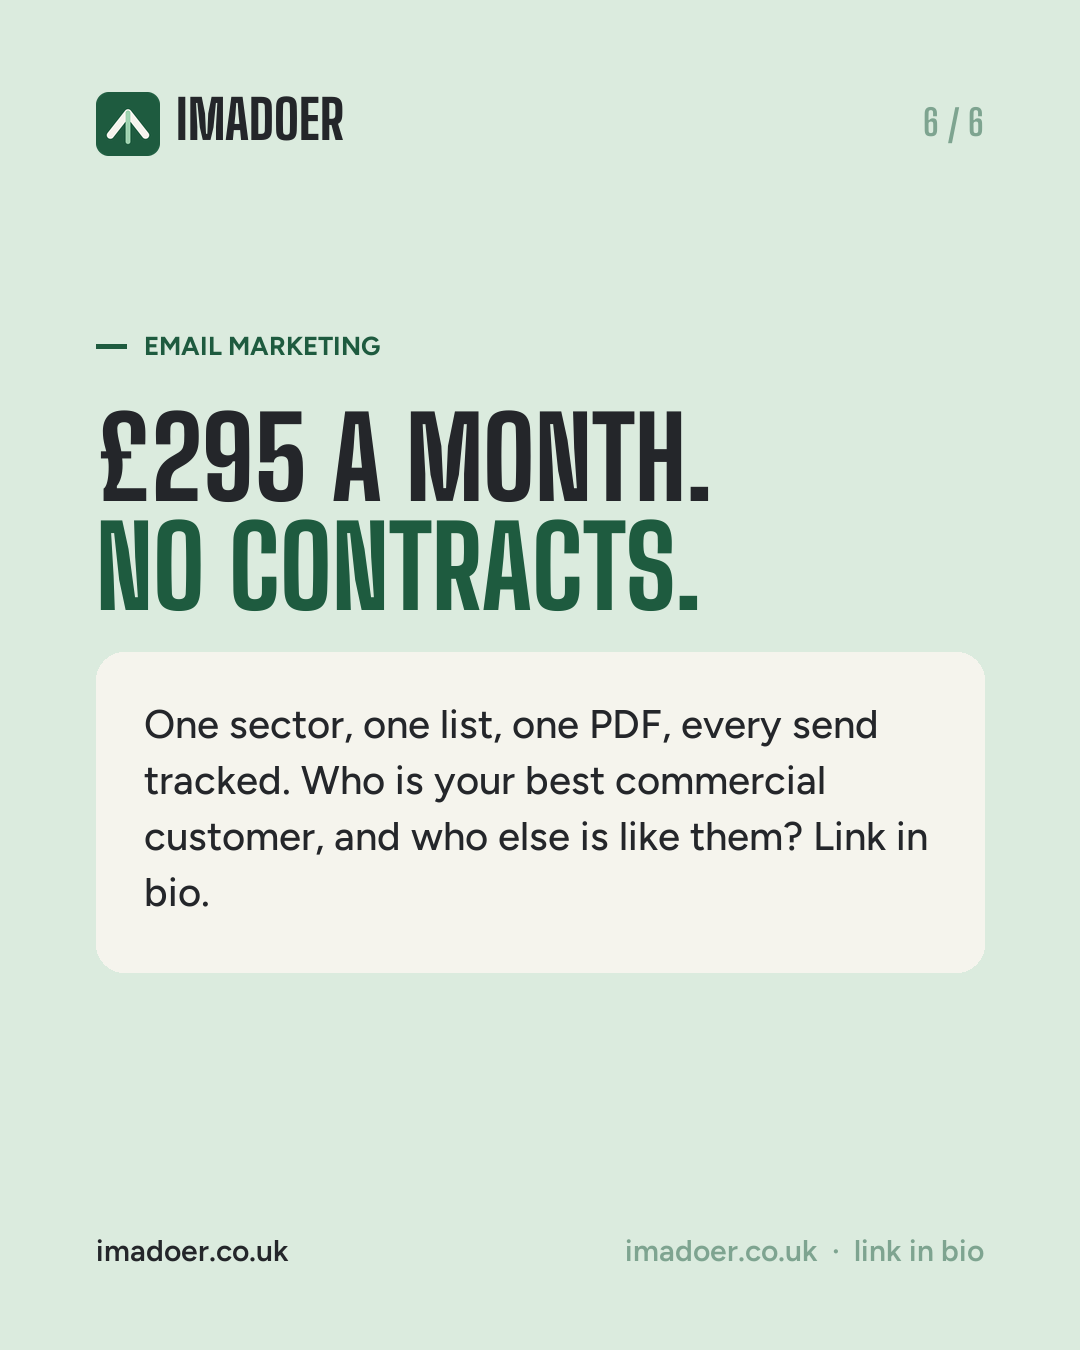 IMADOER
6 / 6
EMAIL MARKETING
£295 A MONTH.
NO CONTRACTS.
One sector, one list, one PDF, every send
tracked. Who is your best commercial
customer, and who else is like them? Link in
bio.
imadoer.co.uk
imadoer.co.uk · link in bio